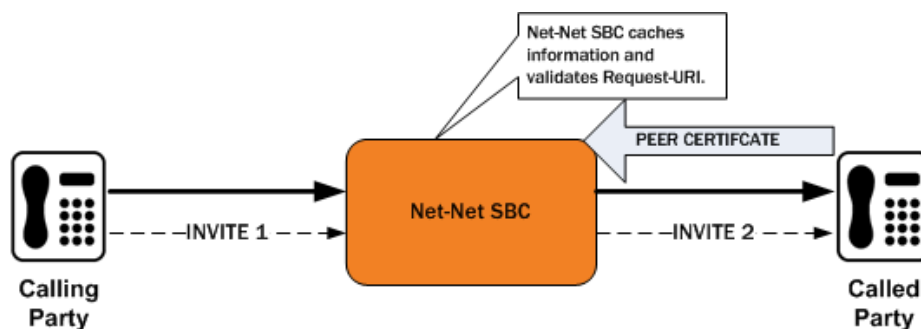 Net-Net SBC caches
information and
validates Request-URI.
PEER CERTIFCATE
Net-Net SBC
INVITE 1
INVITE 2
Calling
Party
Called
Party